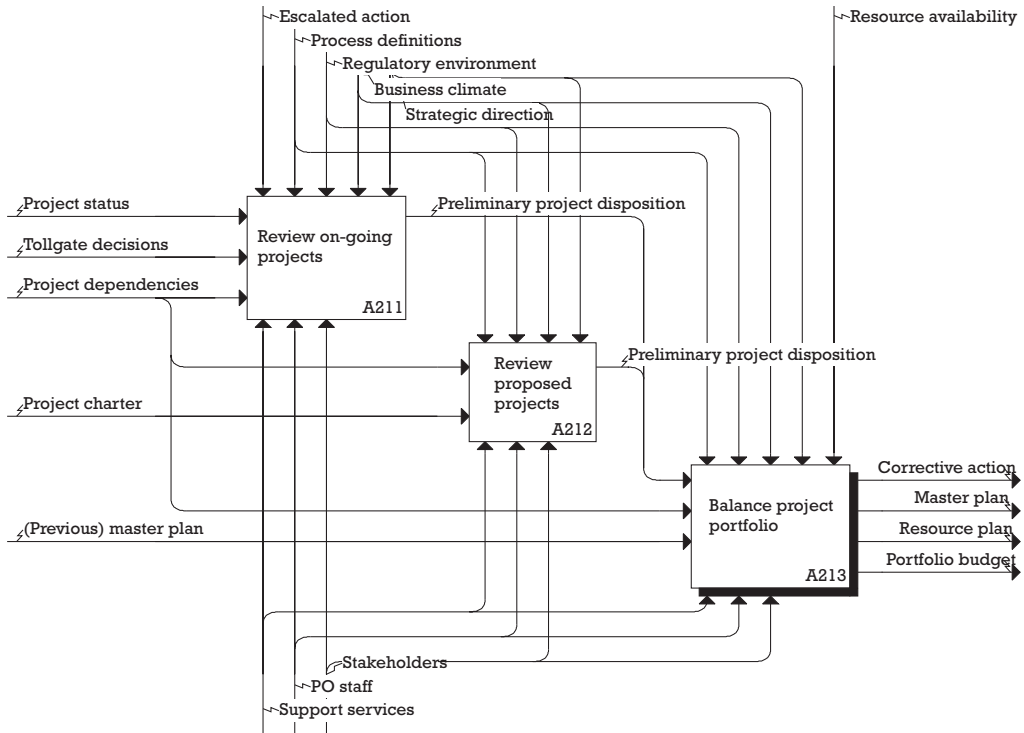 Escalated action
Resource availability
Process definitions
Regulatory environment
Business climate
Strategic direction
Project status
Preliminary project disposition
Review on-going
projects
Tollgate decisions
Project dependencies
A211
Preliminary project disposition
Review
proposed
projects
Project charter
A212
Corrective action
Master plan
Balance project
portfolio
(Previous) master plan
Resource plan
Portfolio budget
A213
Stakeholders
PO staff
Support services